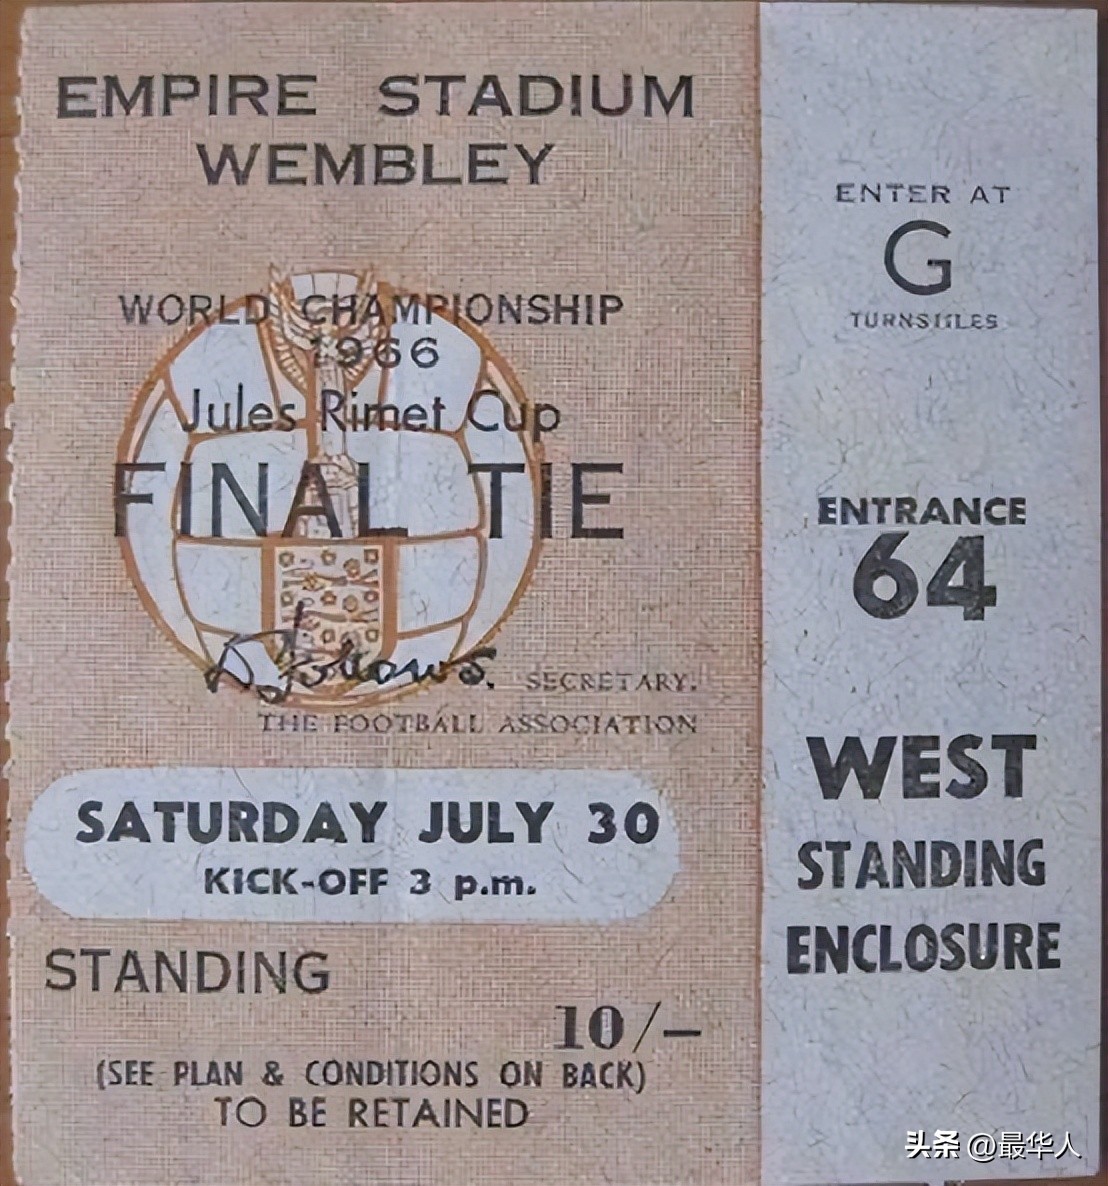 EMPIRE STADIUM
WEMBLEY
WORLD CHAMPIONSHIP
1966
Jules Rimet Cup
FINAL TIE
D Follows. SECRETARY.
THE FOOTBALL ASSOCIATION
SATURDAY JULY 30
KICK-OFF 3 p.m.
STANDING
10/–
(SEE PLAN & CONDITIONS ON BACK)
TO BE RETAINED
ENTER AT
G
TURNSTILES
ENTRANCE
64
WEST
STANDING
ENCLOSURE
头条 @最华人